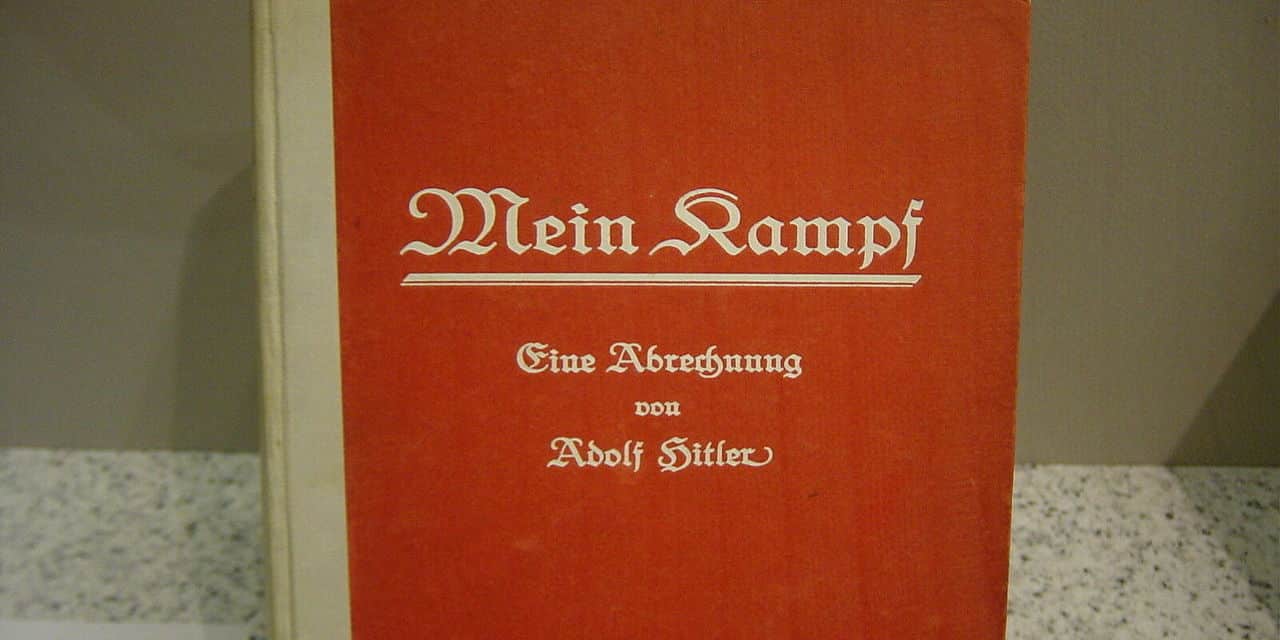 Mein Kampf
Eine Abrechnung
von
Adolf Hitler